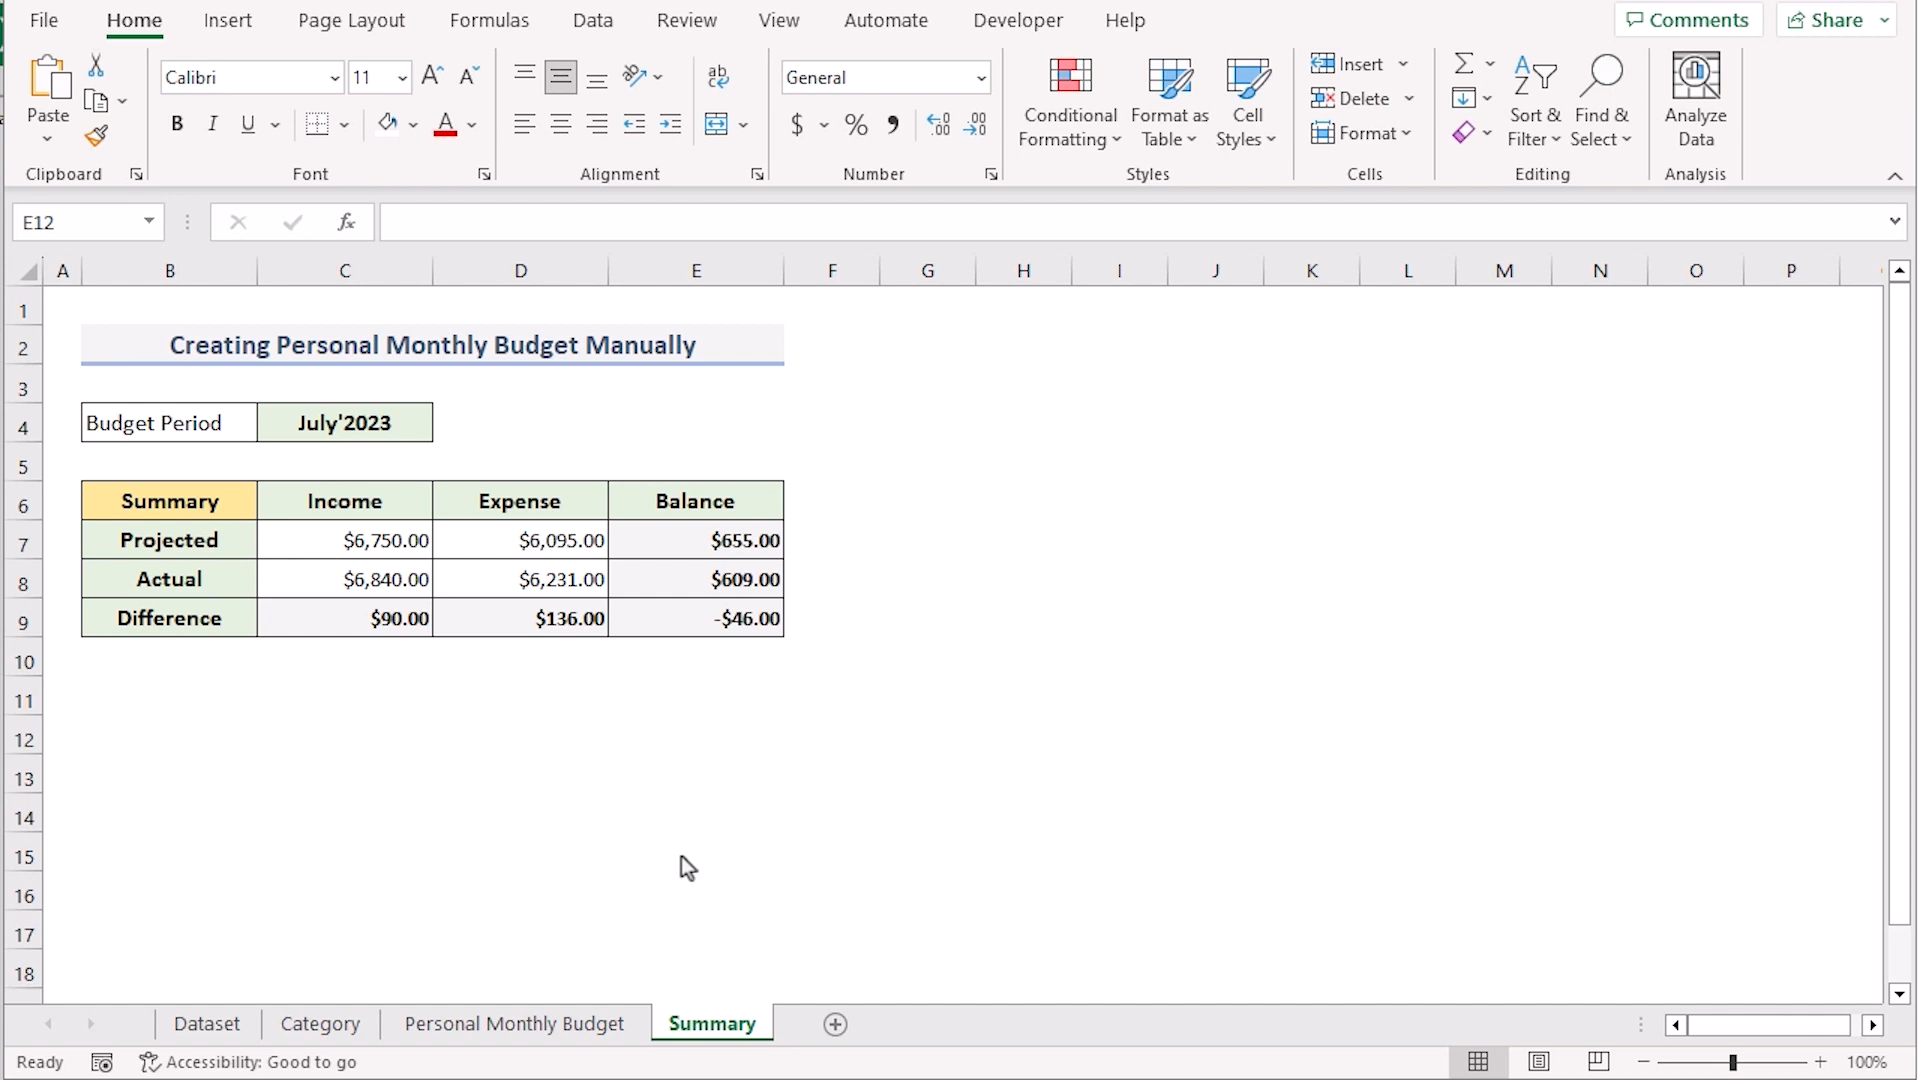 File Home Insert Page Layout Formulas Data Review View Automate Developer Help Comments Share
Calibri 11 General Insert
Paste Conditional Format as Cell Delete Sort & Find & Analyze
B I U $ % Formatting Table Styles Format Filter Select Data
Clipboard Font Alignment Number Styles Cells Editing Analysis
E12 fx
A B C D E F G H I J K L M N O P
1
2 Creating Personal Monthly Budget Manually
3
4 Budget Period July'2023
5
6 Summary Income Expense Balance
7 Projected $6,750.00 $6,095.00 $655.00
8 Actual $6,840.00 $6,231.00 $609.00
9 Difference $90.00 $136.00 -$46.00
10
11
12
13
14
15
16
17
18
Dataset Category Personal Monthly Budget Summary
Ready Accessibility: Good to go 100%